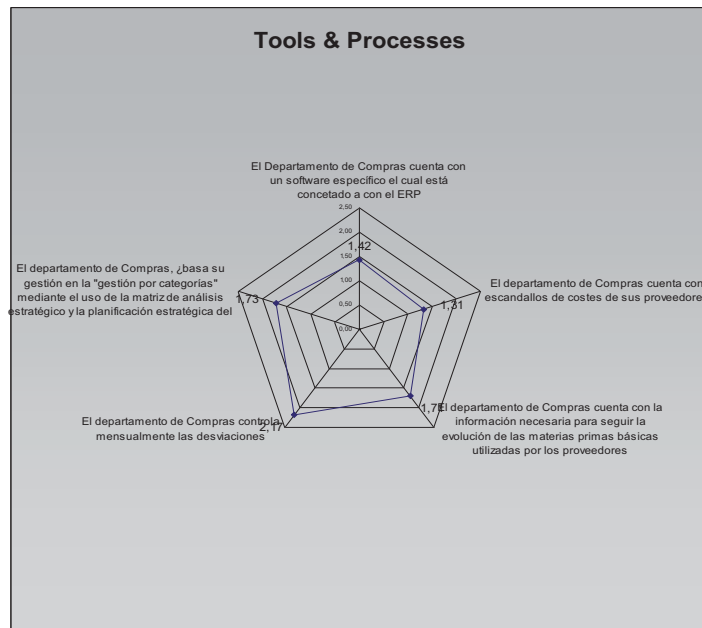 Tools & Processes
El Departamento de Compras cuenta con
un software específico el cual está
concetado a con el ERP
2,50
2,00
1,50
1,42
1,00
0,50
0,00
El departamento de Compras, ¿basa su
gestión en la "gestión por categorías"
mediante el uso de la matriz de análisis
estratégico y la planificación estratégica del
1,73
El departamento de Compras cuenta con
escandallos de costes de sus proveedore
1,31
El departamento de Compras controla
mensualmente las desviaciones
2,17
El departamento de Compras cuenta con la
información necesaria para seguir la
evolución de las materias primas básicas
utilizadas por los proveedores